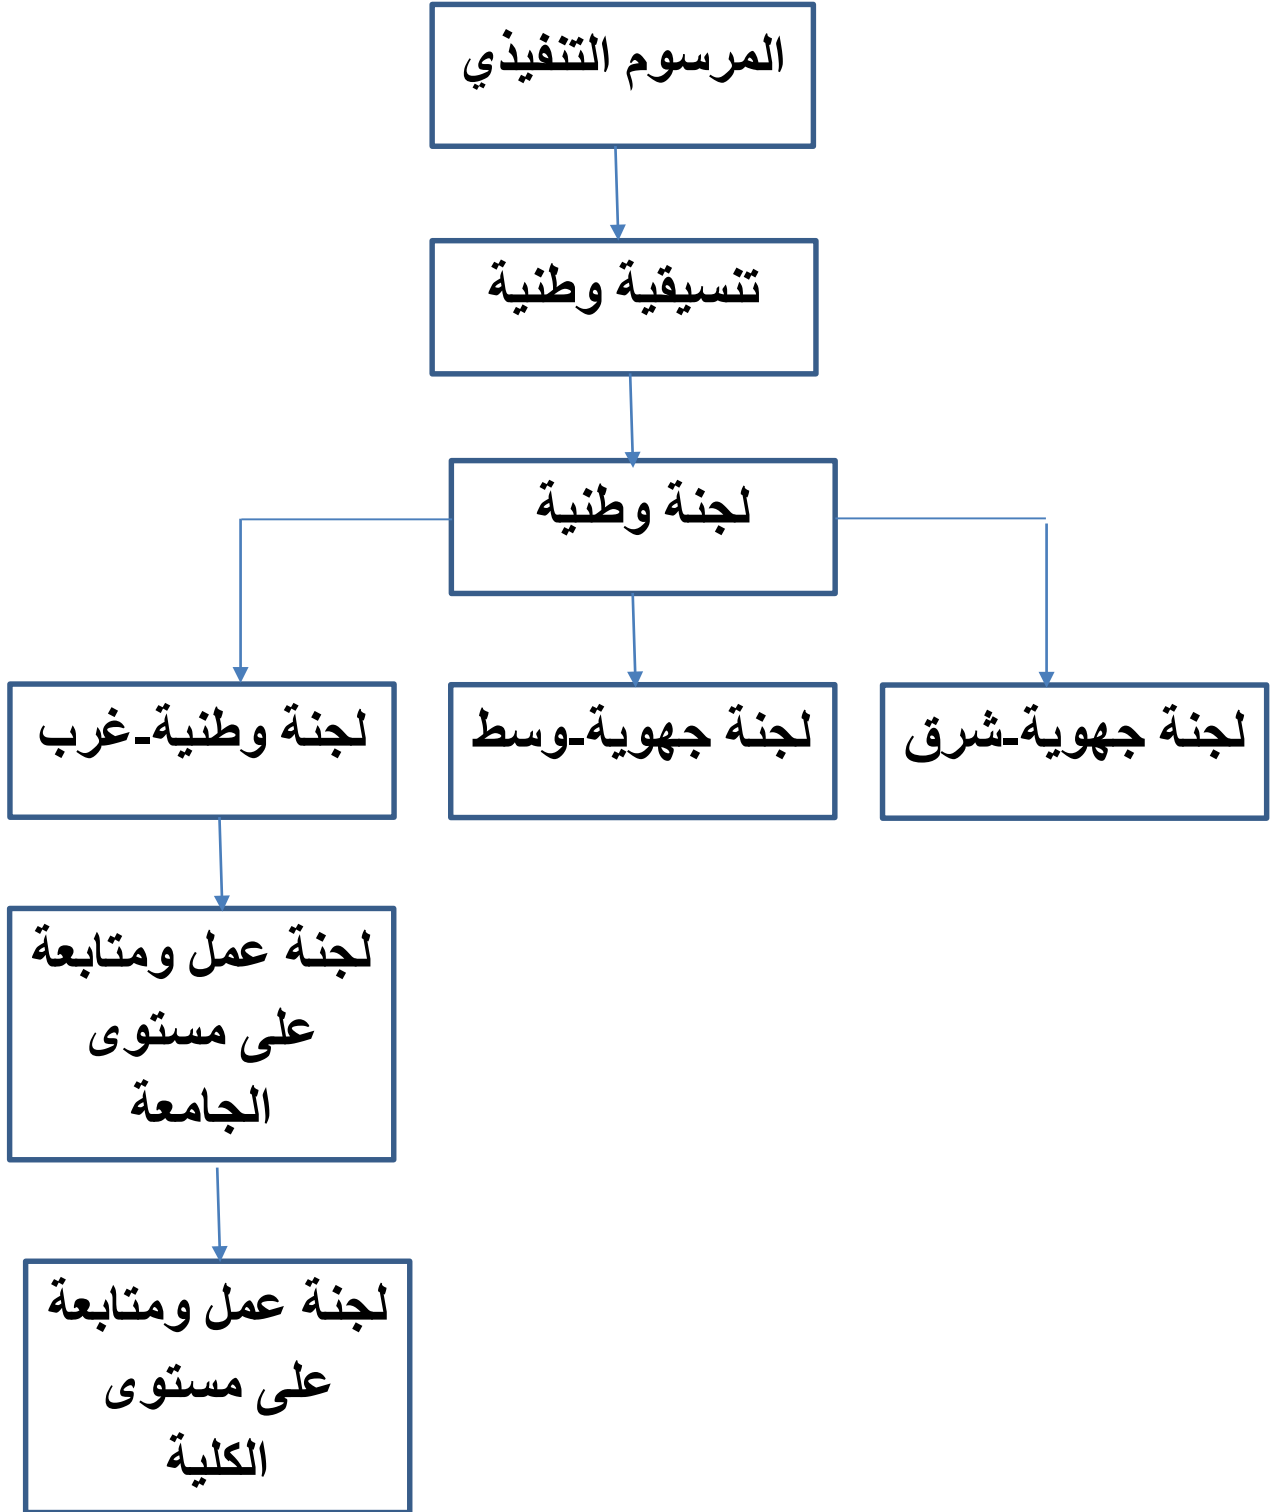 المرسوم التنفيذي
تنسيقية وطنية
لجنة وطنية
لجنة جهوية-شرق
لجنة جهوية-وسط
لجنة وطنية-غرب
لجنة عمل ومتابعة
على مستوى
الجامعة
لجنة عمل ومتابعة
على مستوى
الكلية